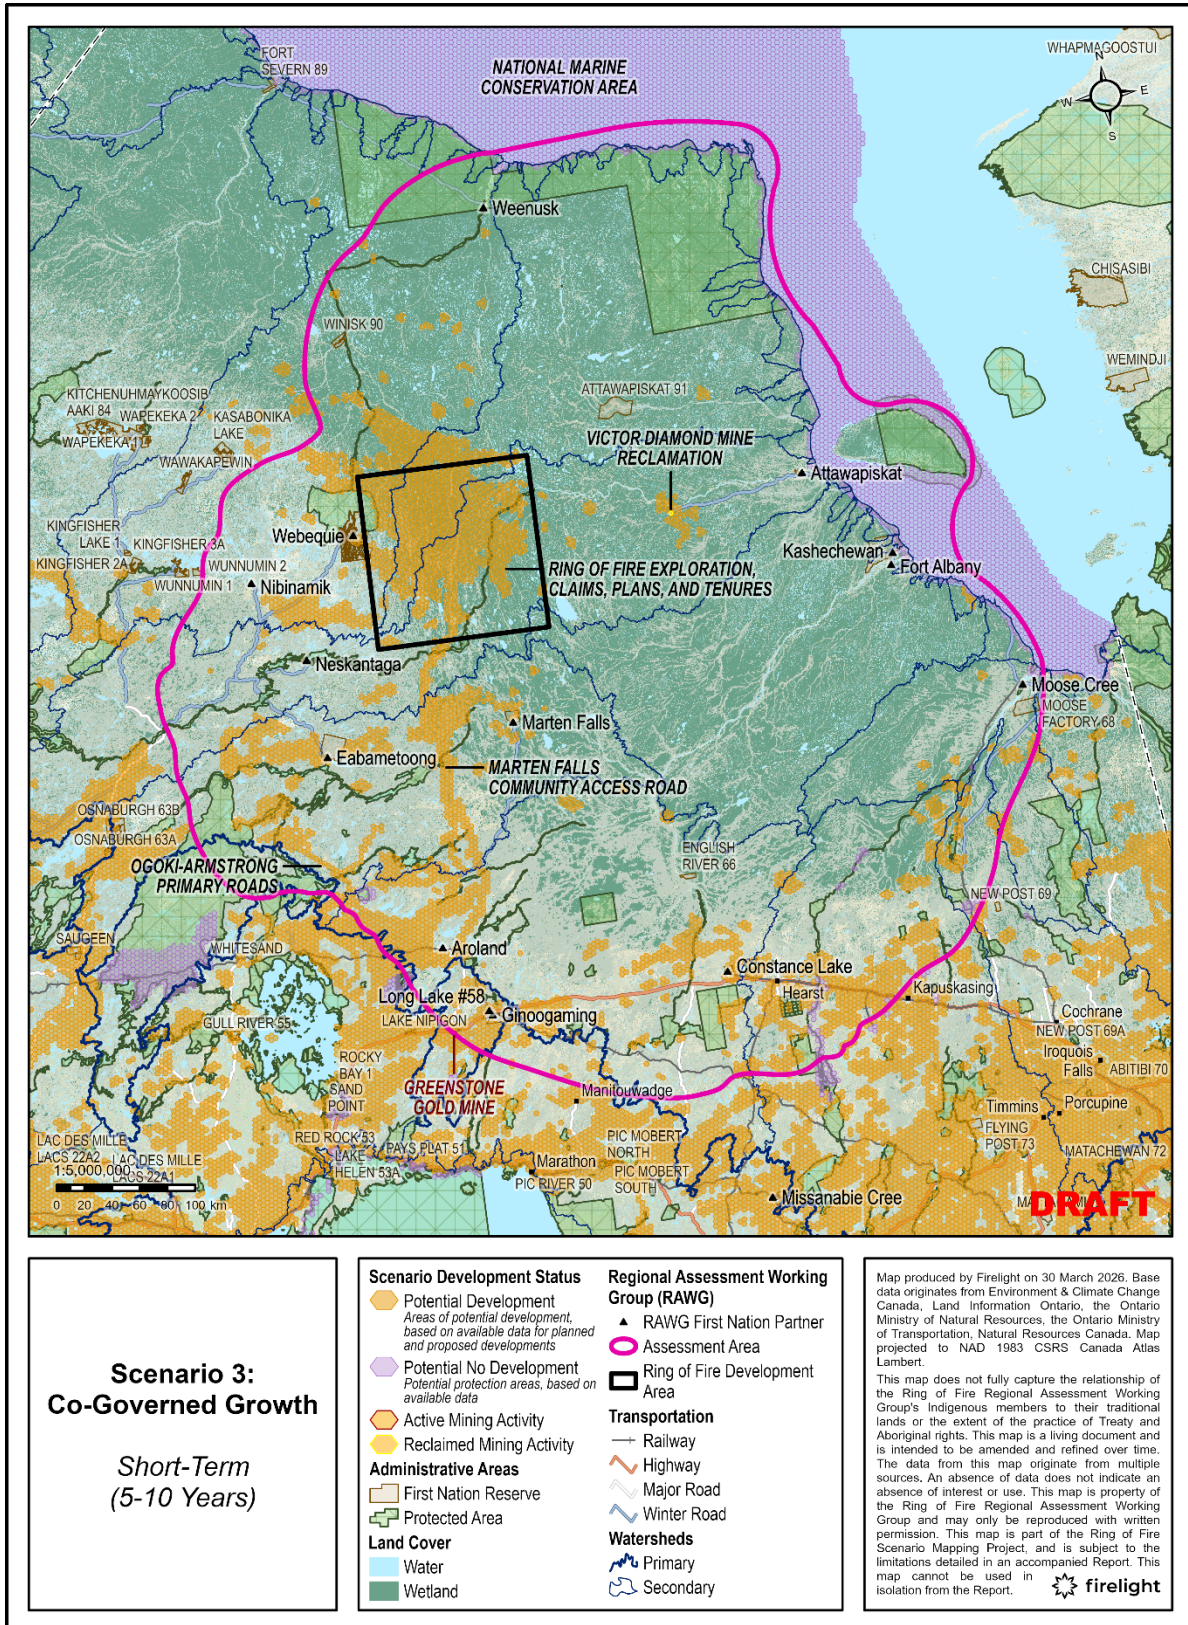 FORT
SEVERN 89
NATIONAL MARINE
CONSERVATION AREA
WHAPMAGOOSTUI
N
W
E
S
Weenusk
CHISASIBI
WINISK 90
WEMINDJI
KITCHENUHMAYKOOSIB
AAKI 84
WAPEKEKA 2
WAPEKEKA 1
KASABONIKA
LAKE
WAWAKAPEWIN
ATTAWAPISKAT 91
VICTOR DIAMOND MINE
RECLAMATION
Attawapiskat
KINGFISHER
LAKE 1
KINGFISHER 3A
KINGFISHER 2A
WUNNUMIN 2
WUNNUMIN 1
Webequie
Nibinamik
Kashechewan
Fort Albany
RING OF FIRE EXPLORATION,
CLAIMS, PLANS, AND TENURES
Neskantaga
Moose Cree
MOOSE
FACTORY 68
Marten Falls
Eabametoong
MARTEN FALLS
COMMUNITY ACCESS ROAD
OSNABURGH 63B
OSNABURGH 63A
OGOKI-ARMSTRONG
PRIMARY ROADS
ENGLISH
RIVER 66
NEW POST 69
SAUGEEN
WHITESAND
Aroland
Constance Lake
Hearst
Kapuskasing
Long Lake #58
LAKE NIPIGON
Ginoogaming
GULL RIVER 55
Cochrane
NEW POST 69A
Iroquois
Falls
ABITIBI 70
ROCKY
BAY 1
SAND
POINT
GREENSTONE
GOLD MINE
Manitouwadge
Timmins
Porcupine
FLYING
POST 73
RED ROCK 53
LAKE
HELEN 53A
PAYS PLAT 51
PIC MOBERT
NORTH
PIC MOBERT
SOUTH
MATACHEWAN 72
LAC DES MILLE
LACS 22A2
LAC DES MILLE
LACS 22A1
Marathon
PIC RIVER 50
Missanabie Cree
1:5,000,000
0 20 40 60 80 100 km
DRAFT
Scenario 3:
Co-Governed Growth
Short-Term
(5-10 Years)
Scenario Development Status
Potential Development
Areas of potential development,
based on available data for planned
and proposed developments
Potential No Development
Potential protection areas, based on
available data
Active Mining Activity
Reclaimed Mining Activity
Administrative Areas
First Nation Reserve
Protected Area
Land Cover
Water
Wetland
Regional Assessment Working
Group (RAWG)
RAWG First Nation Partner
Assessment Area
Ring of Fire Development
Area
Transportation
Railway
Highway
Major Road
Winter Road
Watersheds
Primary
Secondary
Map produced by Firelight on 30 March 2026. Base
data originates from Environment & Climate Change
Canada, Land Information Ontario, the Ontario
Ministry of Natural Resources, the Ontario Ministry
of Transportation, Natural Resources Canada. Map
projected to NAD 1983 CSRS Canada Atlas
Lambert.
This map does not fully capture the relationship of
the Ring of Fire Regional Assessment Working
Group's Indigenous members to their traditional
lands or the extent of the practice of Treaty and
Aboriginal rights. This map is a living document and
is intended to be amended and refined over time.
The data from this map originate from multiple
sources. An absence of data does not indicate an
absence of interest or use. This map is property of
the Ring of Fire Regional Assessment Working
Group and may only be reproduced with written
permission. This map is part of the Ring of Fire
Scenario Mapping Project, and is subject to the
limitations detailed in an accompanied Report. This
map cannot be used in
isolation from the Report.
firelight